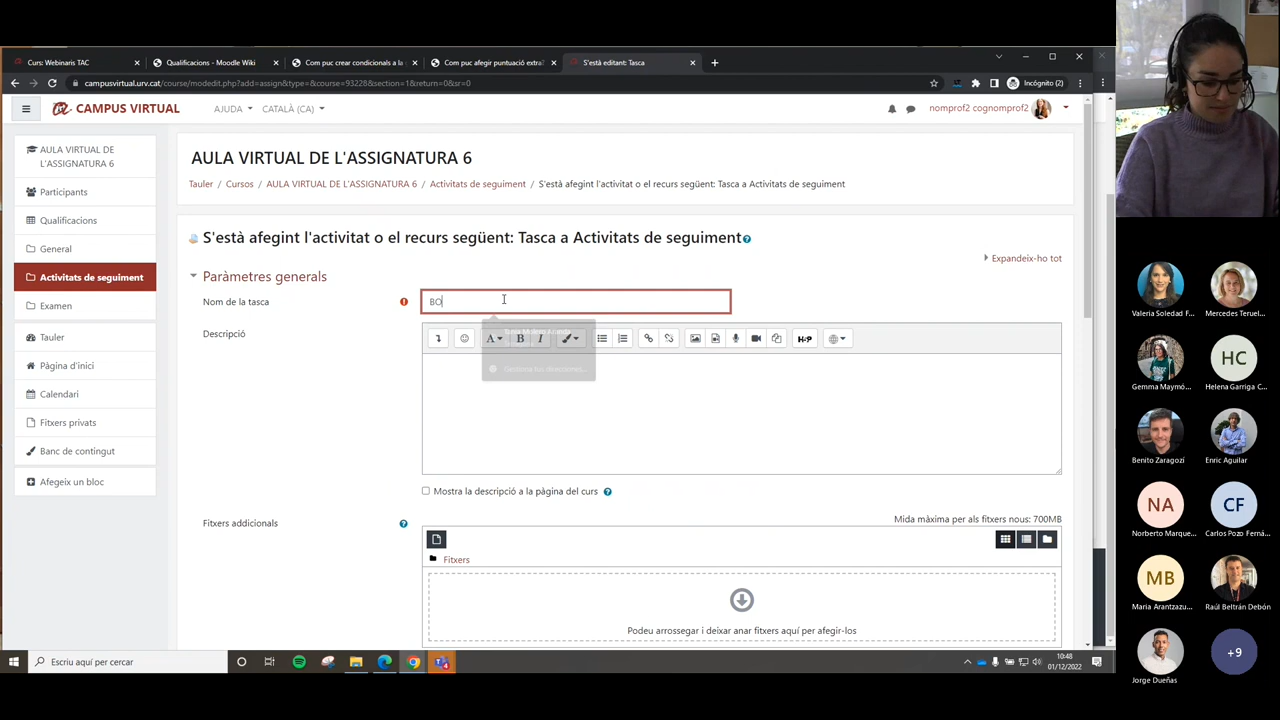 Curs: Webinaris TAC
Qualificacions - Moodle Wiki
Com puc crear condicionals a la c
Com puc afegir puntuació extra?
S'està editant: Tasca
campusvirtual.urv.cat/course/modedit.php?add=assign&type=&course=93228&section=1&return=0&sr=0
Incógnito (2)
CAMPUS VIRTUAL
AJUDA
CATALÀ (CA)
nomprof2 cognomprof2
AULA VIRTUAL DE L'ASSIGNATURA 6
Participants
Qualificacions
General
Activitats de seguiment
Examen
Tauler
Pàgina d'inici
Calendari
Fitxers privats
Banc de contingut
Afegeix un bloc
AULA VIRTUAL DE L'ASSIGNATURA 6
Tauler / Cursos / AULA VIRTUAL DE L'ASSIGNATURA 6 / Activitats de seguiment / S'està afegint l'activitat o el recurs següent: Tasca a Activitats de seguiment
S'està afegint l'activitat o el recurs següent: Tasca a Activitats de seguiment
Expandeix-ho tot
Paràmetres generals
Nom de la tasca
BO
Descripció
A B I H-P
Mostra la descripció a la pàgina del curs
Fitxers addicionals
Mida màxima per als fitxers nous: 700MB
Fitxers
Podeu arrossegar i deixar anar fitxers aquí per afegir-los
Escriu aquí per cercar
10:48
01/12/2022
Valeria Soledad F...
Mercedes Teruel...
Gemma Maymó...
HC
Helena Garriga C...
Benito Zaragozí
Enric Aguilar
NA
Norberto Marque...
CF
Carlos Pozo Ferná...
MB
Maria Arantzazu...
Raúl Beltrán Debón
Jorge Dueñas
+9